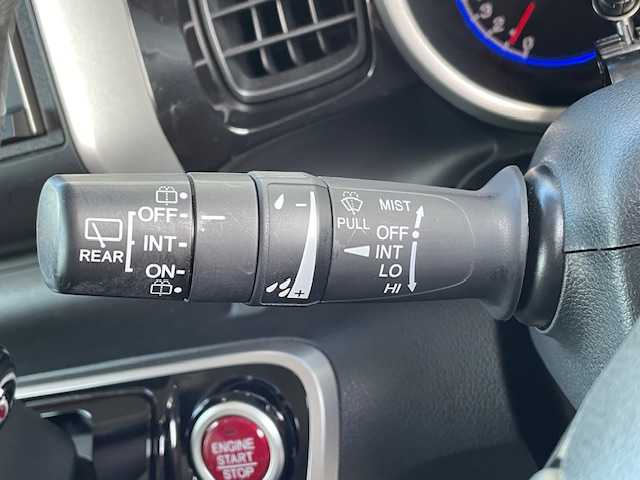 REAR
OFF
INT
ON
− +
PULL
MIST
OFF
INT
LO
HI
ENGINE
START
STOP